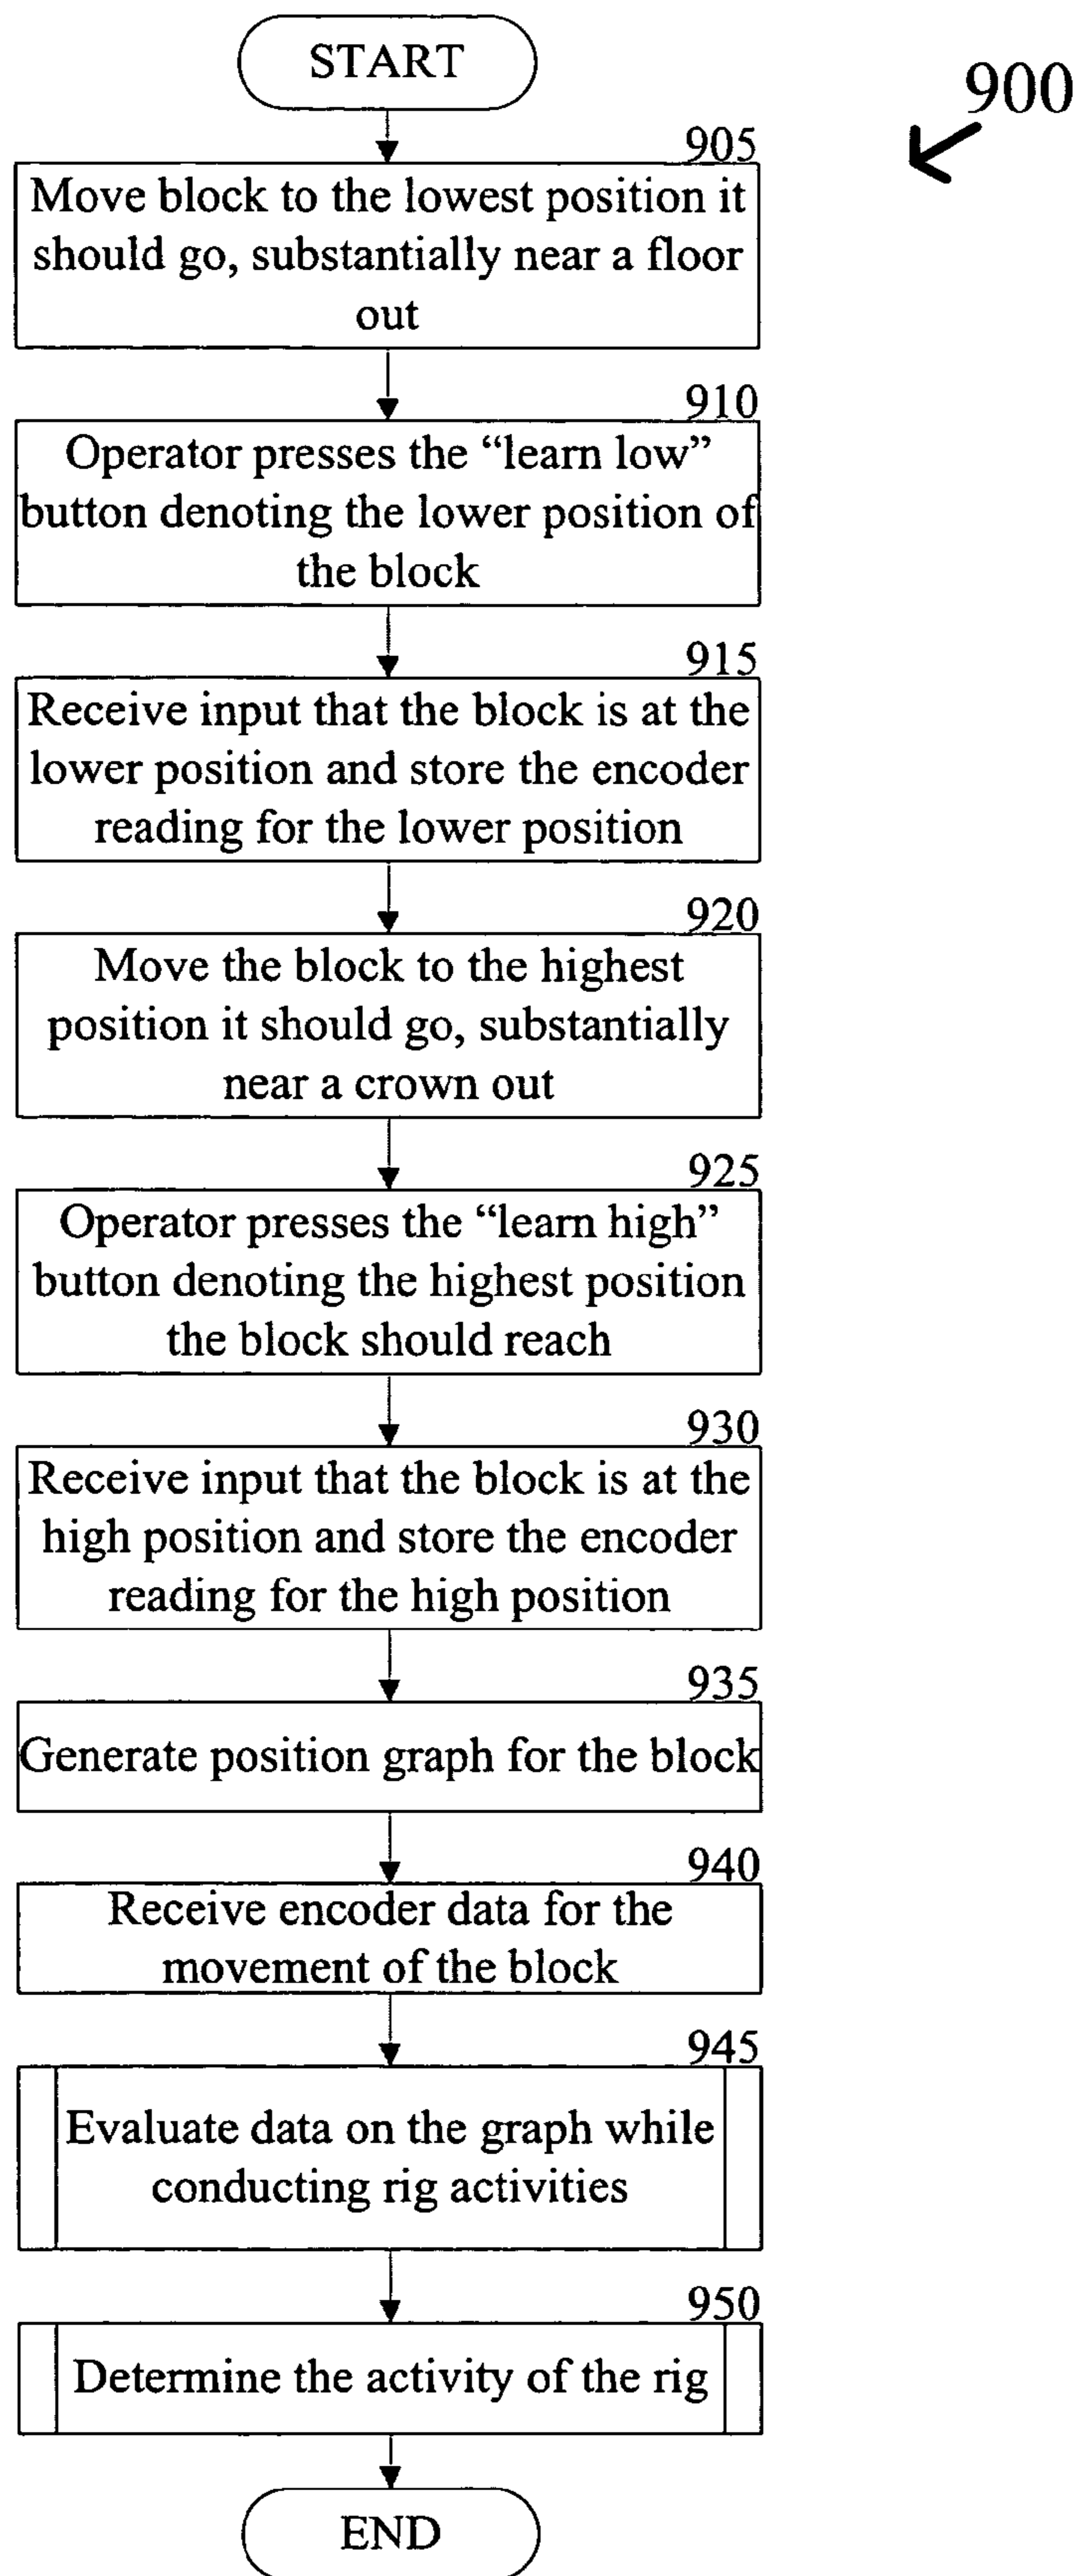 START
900
905
Move block to the lowest position it
should go, substantially near a floor
out
910
Operator presses the “learn low”
button denoting the lower position of
the block
915
Receive input that the block is at the
lower position and store the encoder
reading for the lower position
920
Move the block to the highest
position it should go, substantially
near a crown out
925
Operator presses the “learn high”
button denoting the highest position
the block should reach
930
Receive input that the block is at the
high position and store the encoder
reading for the high position
935
Generate position graph for the block
940
Receive encoder data for the
movement of the block
945
Evaluate data on the graph while
conducting rig activities
950
Determine the activity of the rig
END